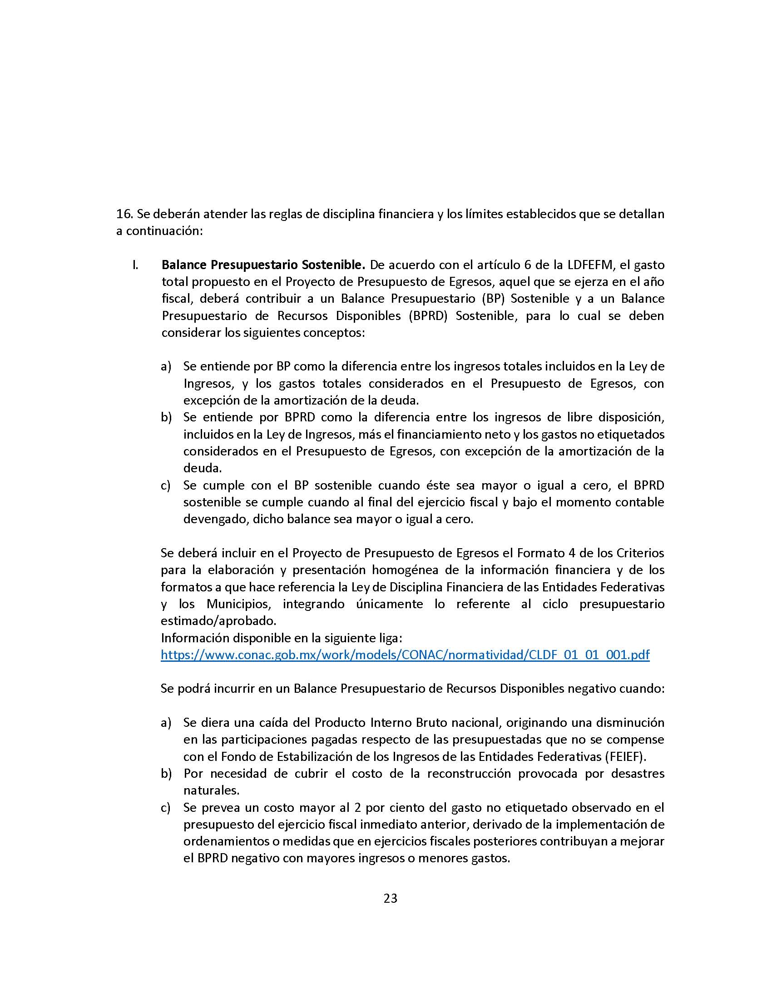 16. Se deberán atender las reglas de disciplina financiera y los límites establecidos que se detallan
a continuación:
I. Balance Presupuestario Sostenible. De acuerdo con el artículo 6 de la LDFEFM, el gasto
total propuesto en el Proyecto de Presupuesto de Egresos, aquel que se ejerza en el año
fiscal, deberá contribuir a un Balance Presupuestario (BP) Sostenible y a un Balance
Presupuestario de Recursos Disponibles (BPRD) Sostenible, para lo cual se deben
considerar los siguientes conceptos:
a) Se entiende por BP como la diferencia entre los ingresos totales incluidos en la Ley de
Ingresos, y los gastos totales considerados en el Presupuesto de Egresos, con
excepción de la amortización de la deuda.
b) Se entiende por BPRD como la diferencia entre los ingresos de libre disposición,
incluidos en la Ley de Ingresos, más el financiamiento neto y los gastos no etiquetados
considerados en el Presupuesto de Egresos, con excepción de la amortización de la
deuda.
c) Se cumple con el BP sostenible cuando éste sea mayor o igual a cero, el BPRD
sostenible se cumple cuando al final del ejercicio fiscal y bajo el momento contable
devengado, dicho balance sea mayor o igual a cero.
Se deberá incluir en el Proyecto de Presupuesto de Egresos el Formato 4 de los Criterios
para la elaboración y presentación homogénea de la información financiera y de los
formatos a que hace referencia la Ley de Disciplina Financiera de las Entidades Federativas
y los Municipios, integrando únicamente lo referente al ciclo presupuestario
estimado/aprobado.
Información disponible en la siguiente liga:
https://www.conac.gob.mx/work/models/CONAC/normatividad/CLDF_01_01_001.pdf
Se podrá incurrir en un Balance Presupuestario de Recursos Disponibles negativo cuando:
a) Se diera una caída del Producto Interno Bruto nacional, originando una disminución
en las participaciones pagadas respecto de las presupuestadas que no se compense
con el Fondo de Estabilización de los Ingresos de las Entidades Federativas (FEIEF).
b) Por necesidad de cubrir el costo de la reconstrucción provocada por desastres
naturales.
c) Se prevea un costo mayor al 2 por ciento del gasto no etiquetado observado en el
presupuesto del ejercicio fiscal inmediato anterior, derivado de la implementación de
ordenamientos o medidas que en ejercicios fiscales posteriores contribuyan a mejorar
el BPRD negativo con mayores ingresos o menores gastos.
23